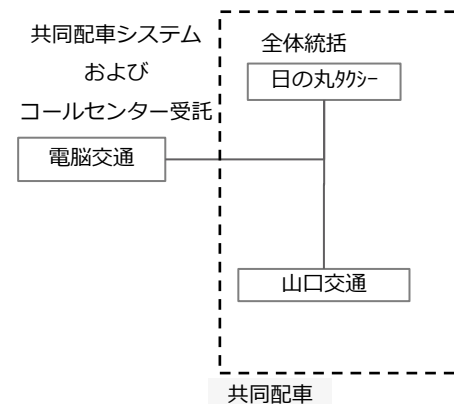 共同配車システム
および
コールセンター受託
電脳交通
全体統括
日の丸ﾀｸｼｰ
山口交通
共同配車